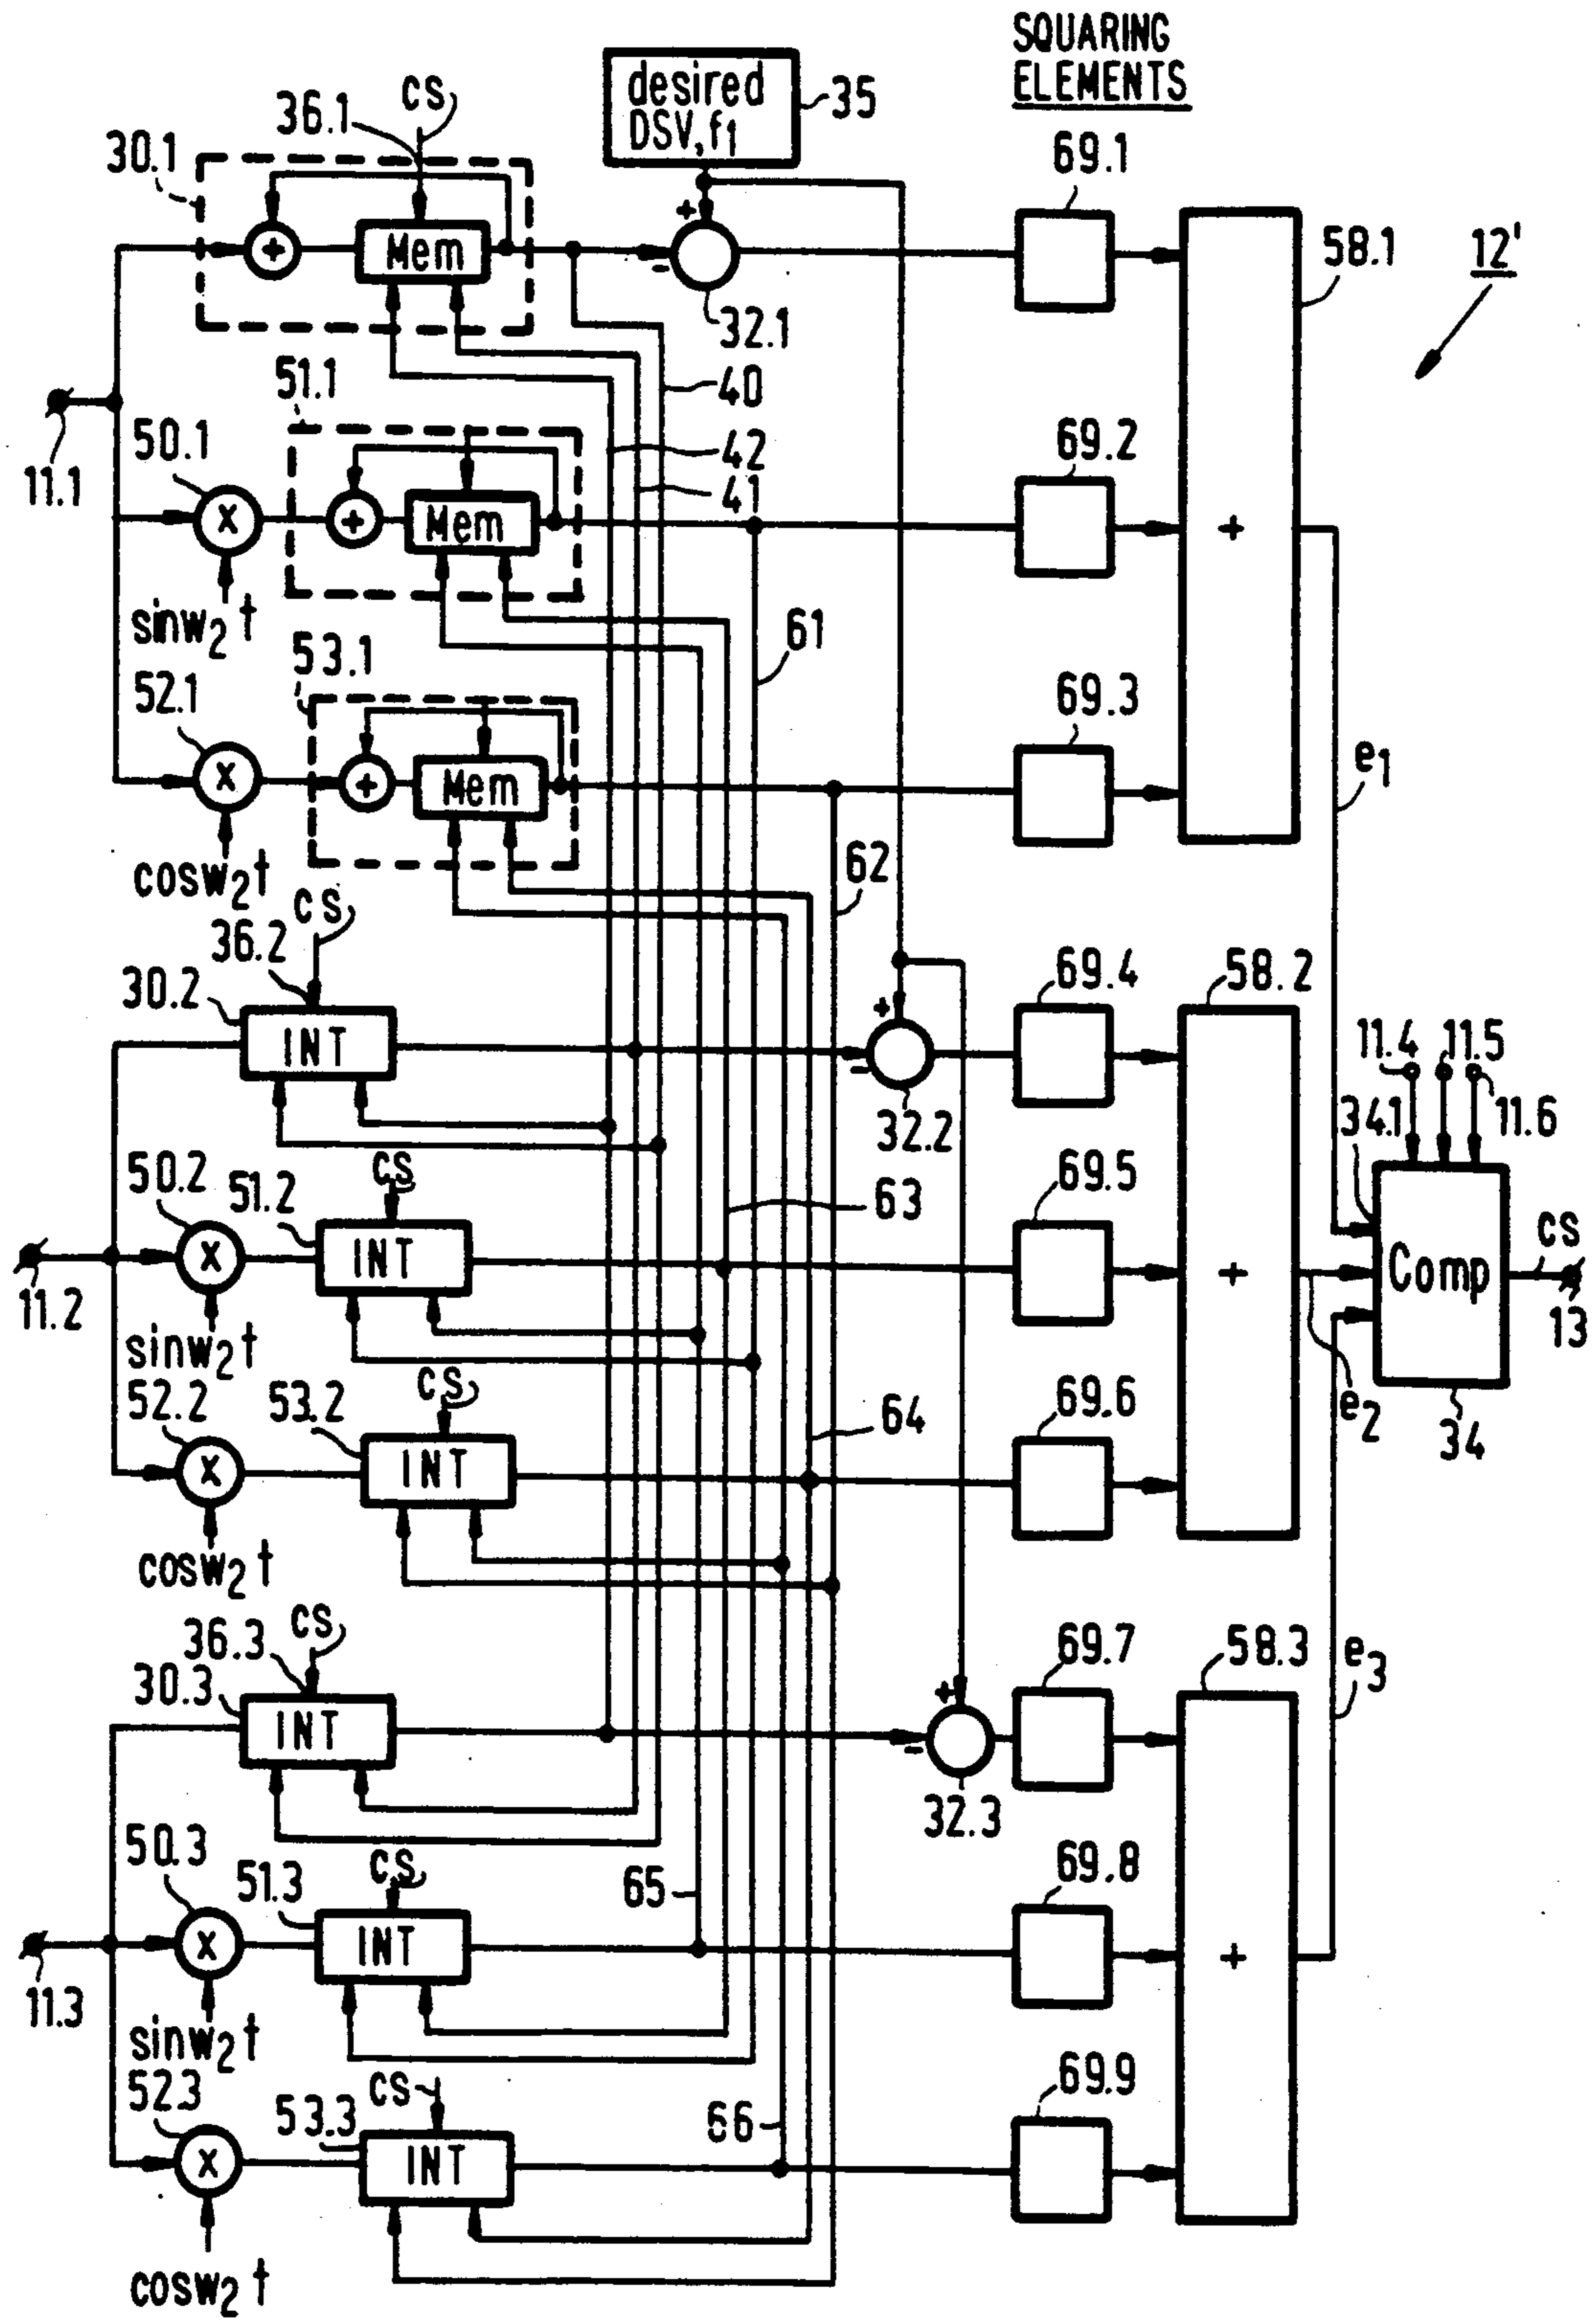 SQUARING
ELEMENTS
desired
DSV, f1
35
36.1
cs
30.1
69.1
+
Mem
+
-
32.1
58.1
12'
40
51.1
11.1
50.1
42
41
69.2
x
+
Mem
+
sinw2t
61
53.1
52.1
69.3
x
+
Mem
e1
cosw2t
62
cs
36.2
30.2
69.4
58.2
INT
+
-
32.2
11.4
11.5
34.1
11.6
cs
50.2
51.2
63
69.5
x
INT
+
Comp
cs
11.2
13
sinw2t
52.2
53.2
cs
64
69.6
e2
34
x
INT
cosw2t
cs
36.3
30.3
69.7
58.3
e3
INT
+
-
32.3
50.3
51.3
cs
65
69.8
x
INT
+
11.3
sinw2t
52.3
53.3
cs
66
69.9
x
INT
cosw2t